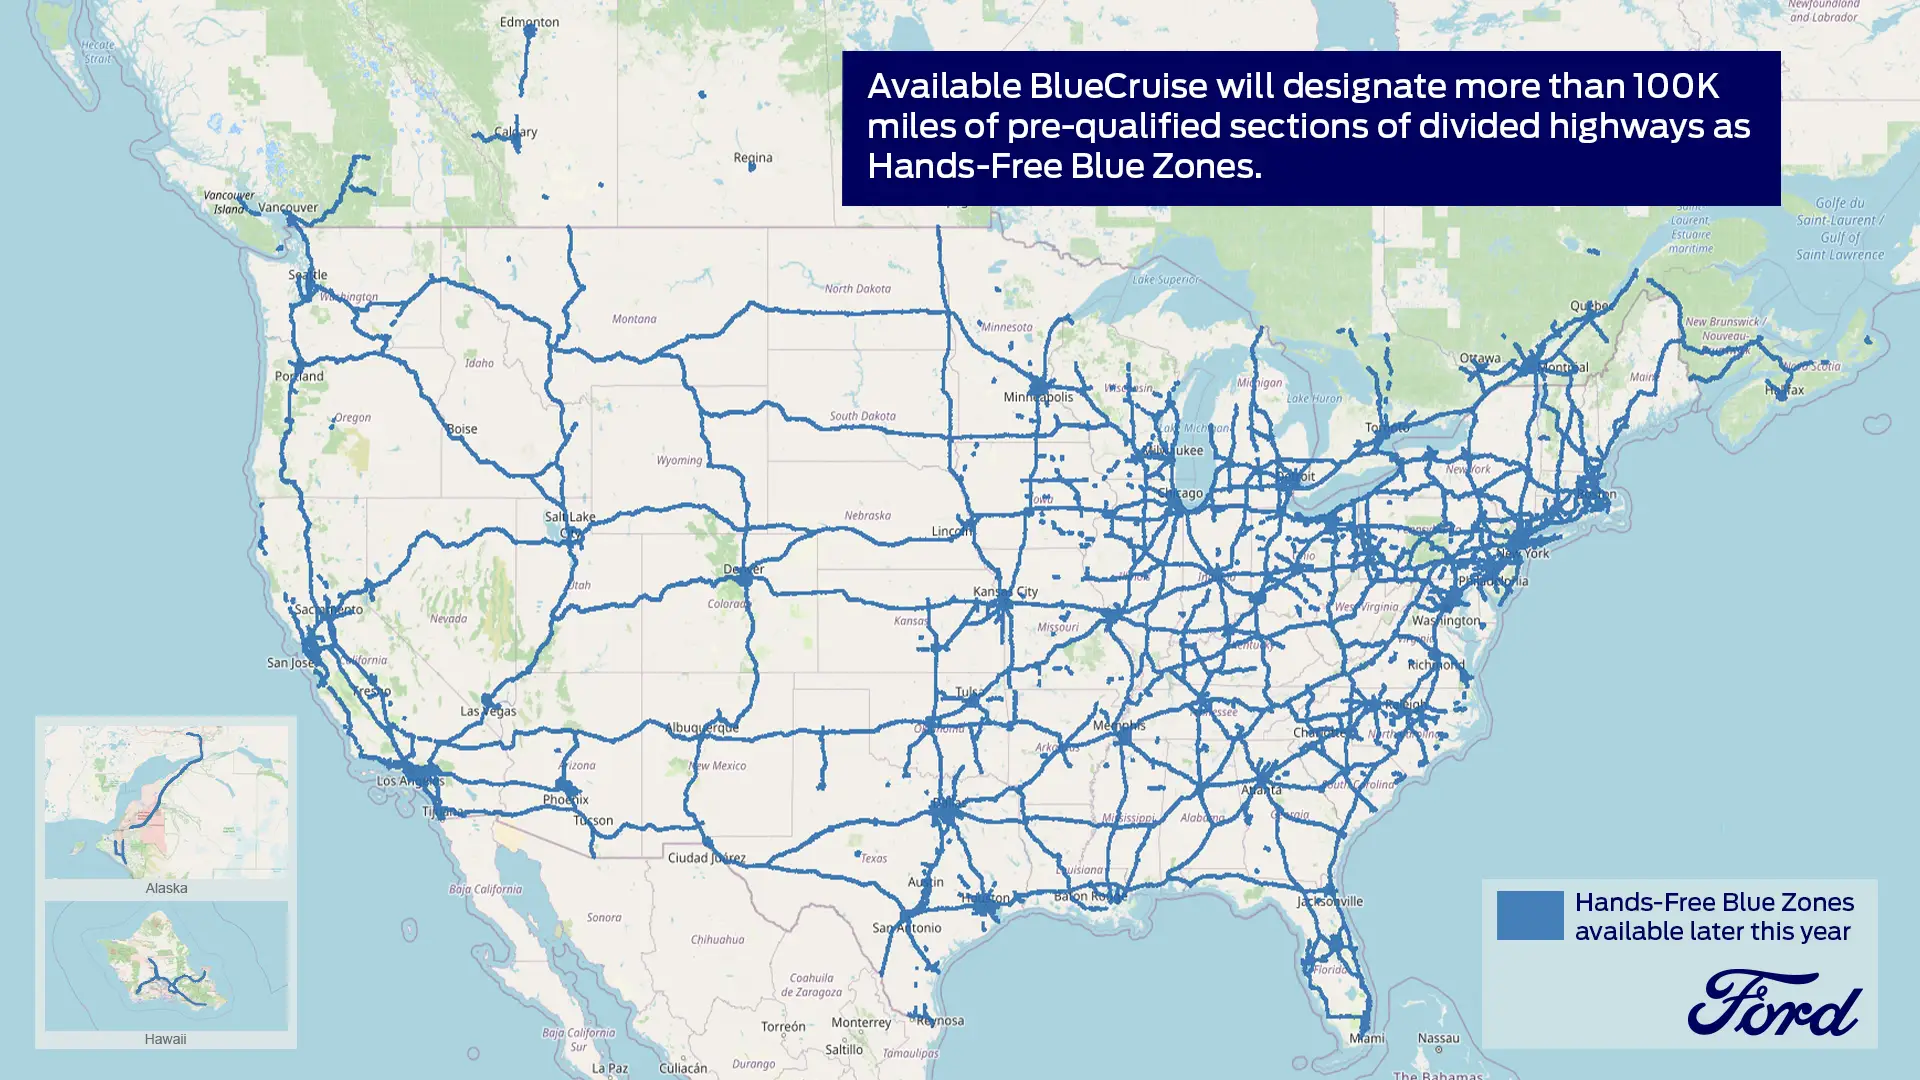 Edmonton
Newfoundland
and Labrador
Hecate
Strait
Available BlueCruise will designate more than 100K
miles of pre-qualified sections of divided highways as
Hands-Free Blue Zones.
Calgary
Regina
Vancouver
Island
Vancouver
Golfe du
Saint-Laurent /
Gulf of
Saint Lawrence
Laurent,
Estuaire
maritime
Seattle
Washington
Lake Superior
North Dakota
Montana
Minnesota
Québec
New Brunswick /
Nouveau-
Idaho
Ottawa
Montréal
Nova Scotia
Portland
Michigan
Maine
Halifax
Wisconsin
Minneapolis
Lake Huron
Oregon
South Dakota
Boise
Lake Michigan
Toronto
Milwaukee
Wyoming
New York
Detroit
Chicago
Boston
Iowa
Salt Lake
City
Nebraska
Lincoln
Pennsylvania
New York
Ohio
Denver
Utah
Illinois
Indiana
Philadelphia
Kansas City
Colorado
Sacramento
Nevada
Kansas
Missouri
West Virginia
Washington
Virginia
Kentucky
San Jose
California
Richmond
Fresno
Tulsa
Las Vegas
Raleigh
Tennessee
Albuquerque
Oklahoma
Memphis
Charlotte
North Carolina
Arkansas
Arizona
New Mexico
Los Angeles
South Carolina
Atlanta
Phoenix
Dallas
Tijuana
Tucson
Mississippi
Alabama
Georgia
Ciudad Juárez
Texas
Louisiana
Austin
Baja California
Houston
Baton Rouge
Jacksonville
Sonora
San Antonio
Chihuahua
Florida
Coahuila
de Zaragoza
Reynosa
Torreón
Monterrey
Baja California
Sur
Miami
Nassau
Saltillo
Tamaulipas
Durango
La Paz
Culiacán
The Bahamas
Alaska
Hawaii
Hands-Free Blue Zones
available later this year
Ford